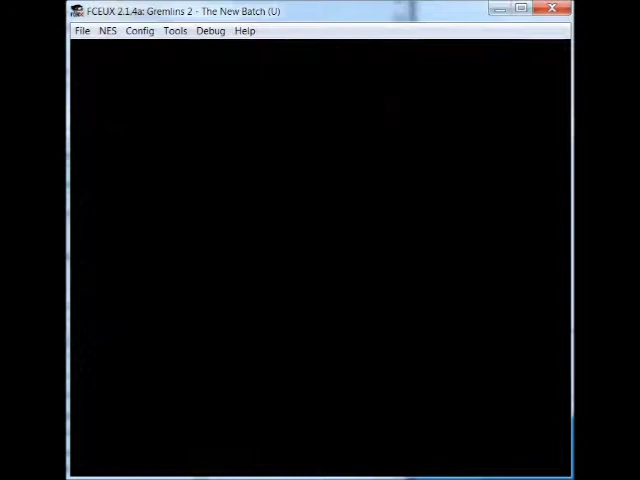 FCEUX 2.1.4a: Gremlins 2 - The New Batch (U)
File NES Config Tools Debug Help